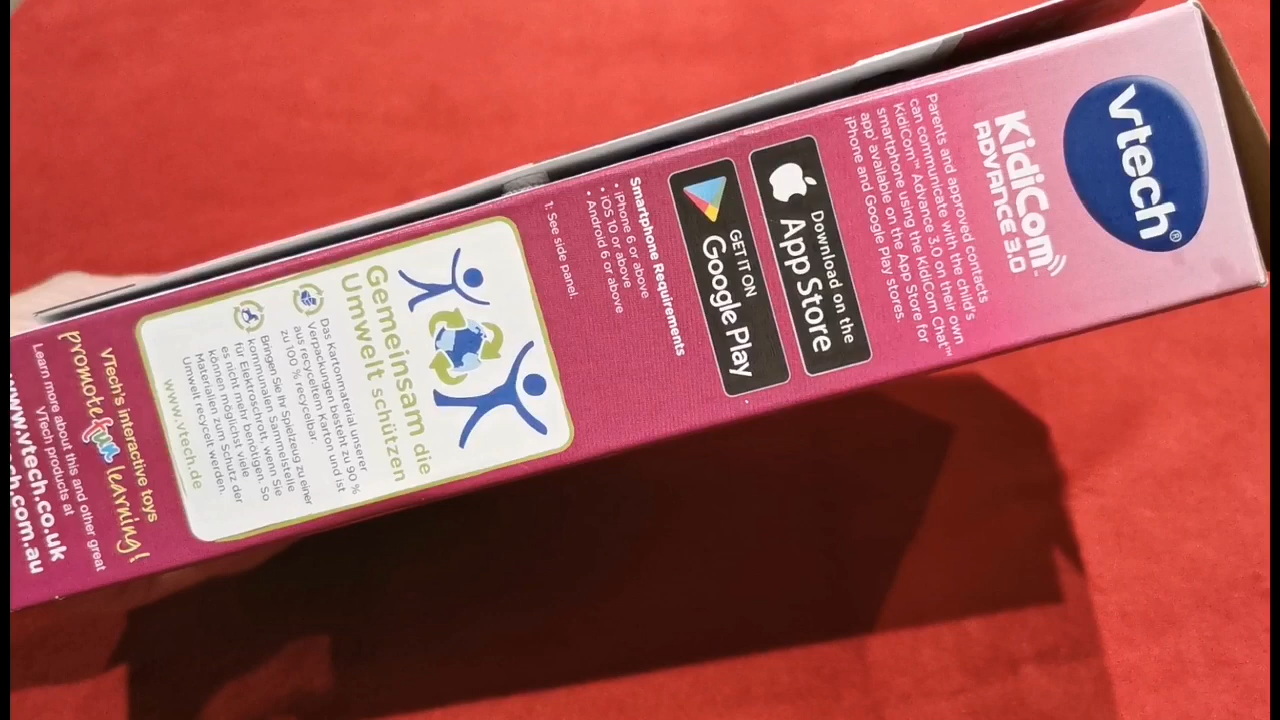 vtech®
KidiCom™
ADVANCE 3.0
Parents and approved contacts
can communicate with the child's
KidiCom™ Advance 3.0 on their own
smartphone using the KidiCom Chat™
app¹ available on the App Store for
iPhone and Google Play stores.
Download on the
App Store
GET IT ON
Google Play
Smartphone Requirements
• iPhone 6 or above
• iOS 10 or above
• Android 6 or above
1: See side panel.
Gemeinsam die
Umwelt schützen
Das Kartonmaterial unserer
Verpackungen besteht zu 90 %
aus recyceltem Karton und ist
zu 100 % recycelbar.
Bringen Sie Ihr Spielzeug zu einer
kommunalen Sammelstelle
für Elektroschrott, wenn Sie
es nicht mehr benötigen. So
können möglichst viele
Materialien zum Schutz der
Umwelt recycelt werden.
www.vtech.de
VTech's interactive toys
promote fun learning!
Learn more about this and other great
VTech products at
www.vtech.co.uk
ch.com.au